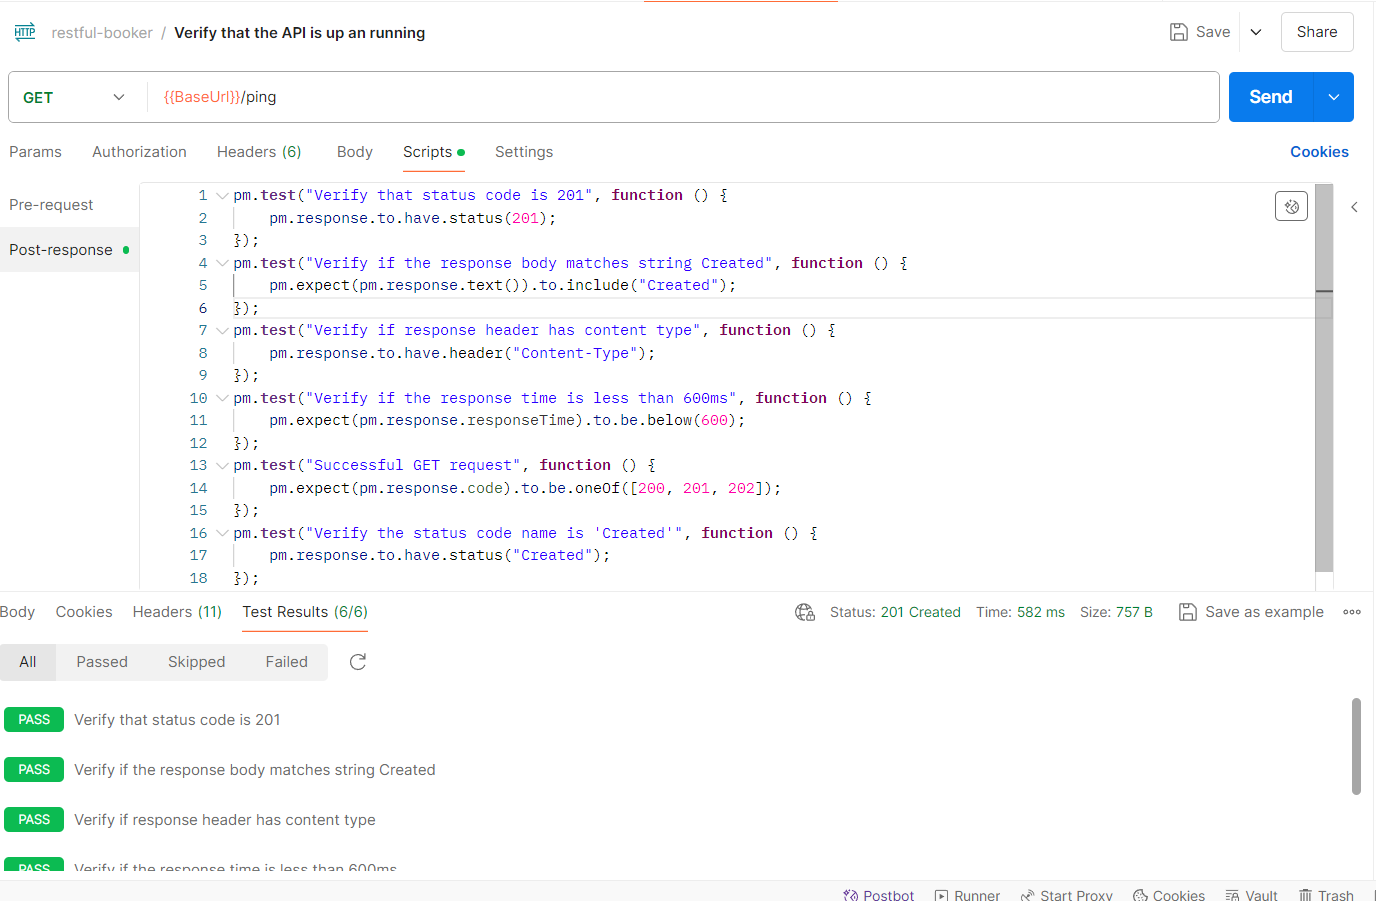 HTTP restful-booker / Verify that the API is up an running Save Share
GET {{BaseUrl}}/ping Send
Params Authorization Headers (6) Body Scripts Settings Cookies
Pre-request
Post-response
1 pm.test("Verify that status code is 201", function () {
2 pm.response.to.have.status(201);
3 });
4 pm.test("Verify if the response body matches string Created", function () {
5 pm.expect(pm.response.text()).to.include("Created");
6 });
7 pm.test("Verify if response header has content type", function () {
8 pm.response.to.have.header("Content-Type");
9 });
10 pm.test("Verify if the response time is less than 600ms", function () {
11 pm.expect(pm.response.responseTime).to.be.below(600);
12 });
13 pm.test("Successful GET request", function () {
14 pm.expect(pm.response.code).to.be.oneOf([200, 201, 202]);
15 });
16 pm.test("Verify the status code name is 'Created'", function () {
17 pm.response.to.have.status("Created");
18 });
Body Cookies Headers (11) Test Results (6/6) Status: 201 Created Time: 582 ms Size: 757 B Save as example
All Passed Skipped Failed
PASS Verify that status code is 201
PASS Verify if the response body matches string Created
PASS Verify if response header has content type
PASS Verify if the response time is less than 600ms
Postbot Runner Start Proxy Cookies Vault Trash